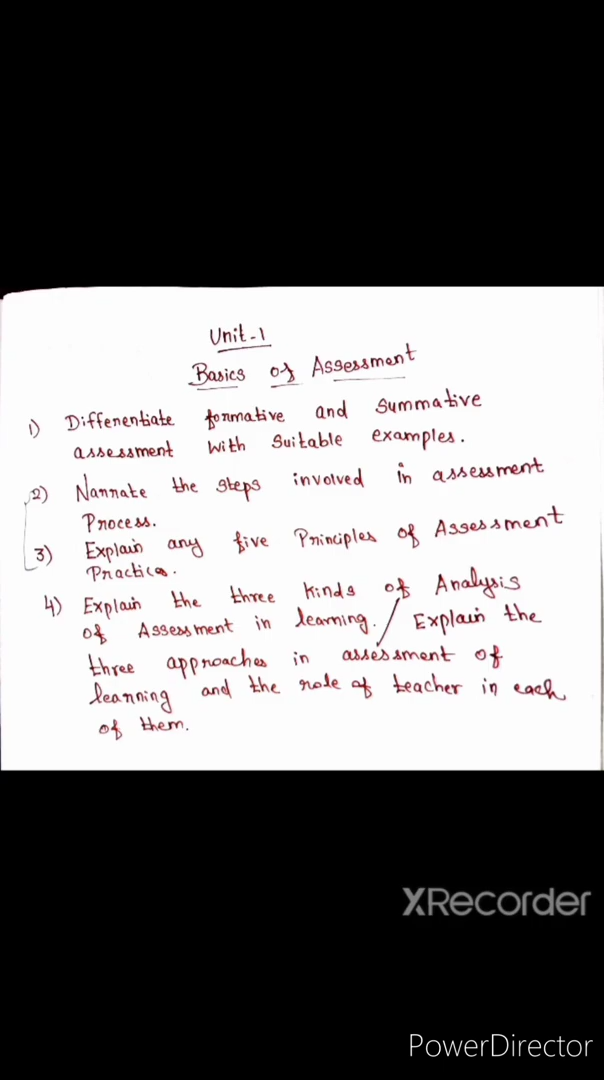 Unit-1
Basics of Assessment
1) Differentiate formative and summative
assessment with suitable examples.
2) Narrate the steps involved in assessment
Process.
3) Explain any five Principles of Assessment
Practice.
4) Explain the three kinds of Analysis
of Assessment in learning. / Explain the
three approaches in assessment of
learning and the role of teacher in each
of them.
XRecorder
PowerDirector